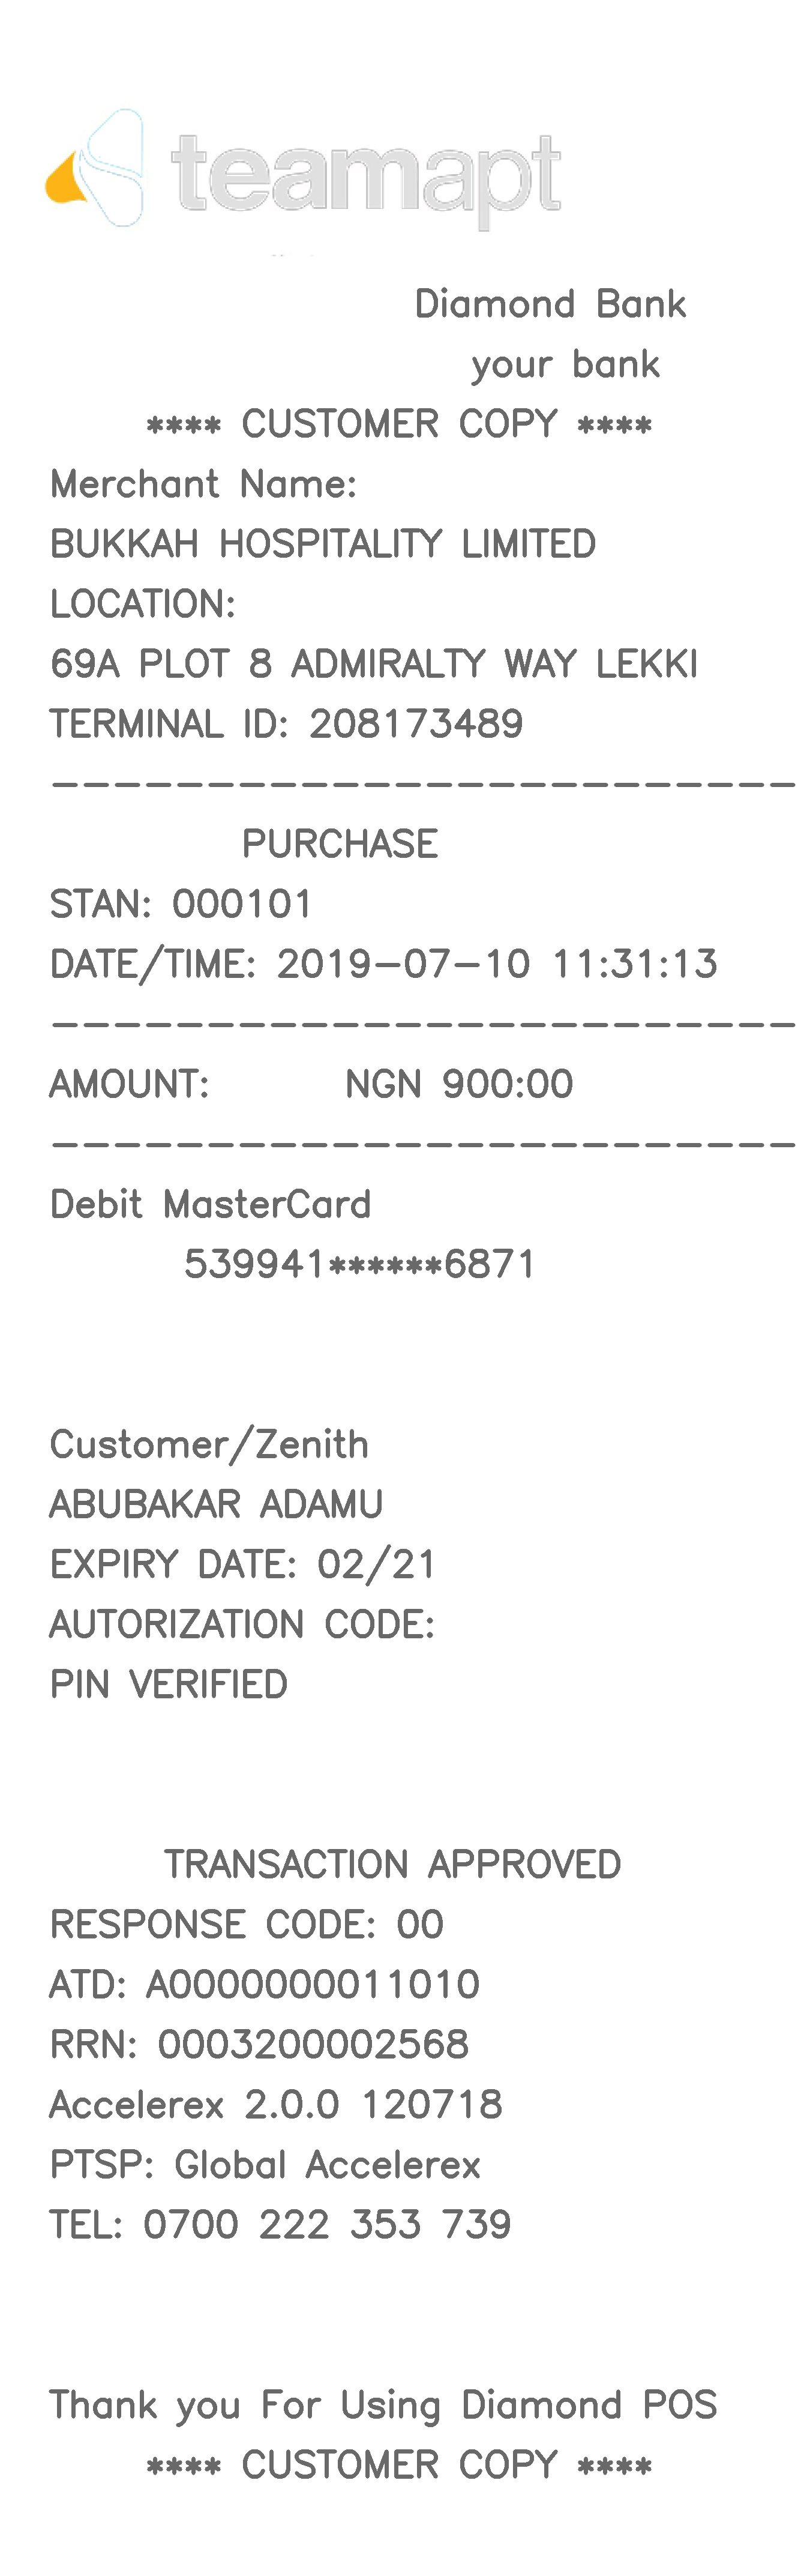 teamapt
Diamond Bank
your bank
**** CUSTOMER COPY ****
Merchant Name:
BUKKAH HOSPITALITY LIMITED
LOCATION:
69A PLOT 8 ADMIRALTY WAY LEKKI
TERMINAL ID: 208173489
------------------------
PURCHASE
STAN: 000101
DATE/TIME: 2019-07-10 11:31:13
------------------------
AMOUNT: NGN 900:00
------------------------
Debit MasterCard
539941******6871
Customer/Zenith
ABUBAKAR ADAMU
EXPIRY DATE: 02/21
AUTORIZATION CODE:
PIN VERIFIED
TRANSACTION APPROVED
RESPONSE CODE: 00
ATD: A0000000011010
RRN: 0003200002568
Accelerex 2.0.0 120718
PTSP: Global Accelerex
TEL: 0700 222 353 739
Thank you For Using Diamond POS
**** CUSTOMER COPY ****